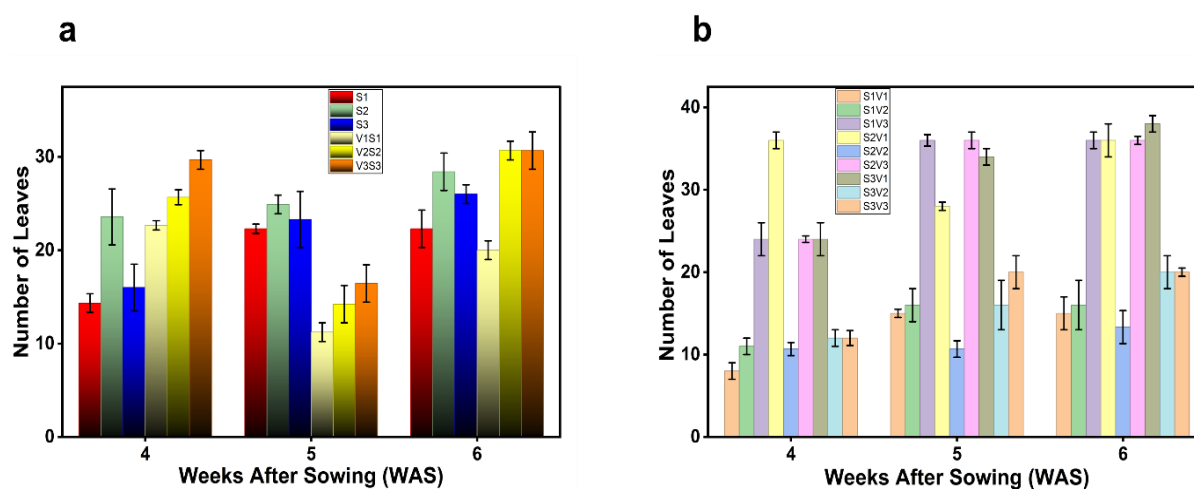 a
Number of Leaves
30
20
10
0
S1
S2
S3
V1S1
V2S2
V3S3
4 5 6
Weeks After Sowing (WAS)
b
Number of Leaves
40
30
20
10
0
S1V1
S1V2
S1V3
S2V1
S2V2
S2V3
S3V1
S3V2
S3V3
4 5 6
Weeks After Sowing (WAS)